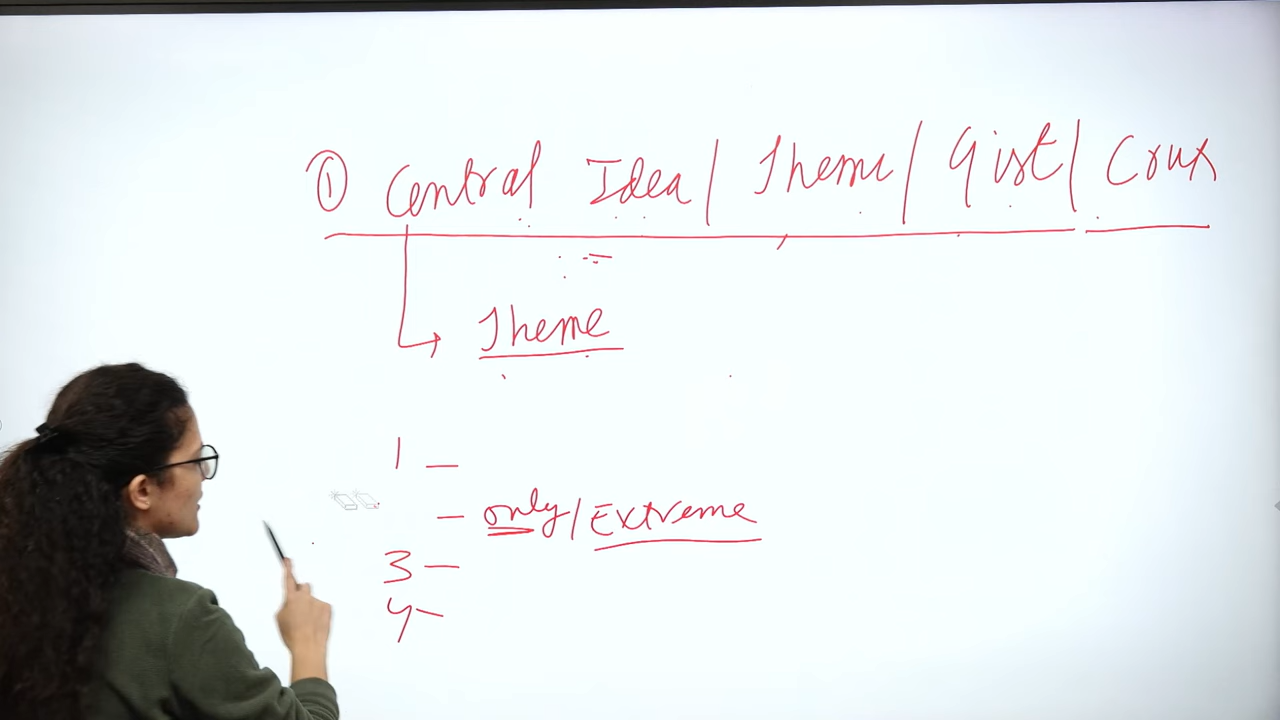 ① Central Idea / Theme / Gist / Crux
Theme
1 –
– only / Extreme
3 –
4 –